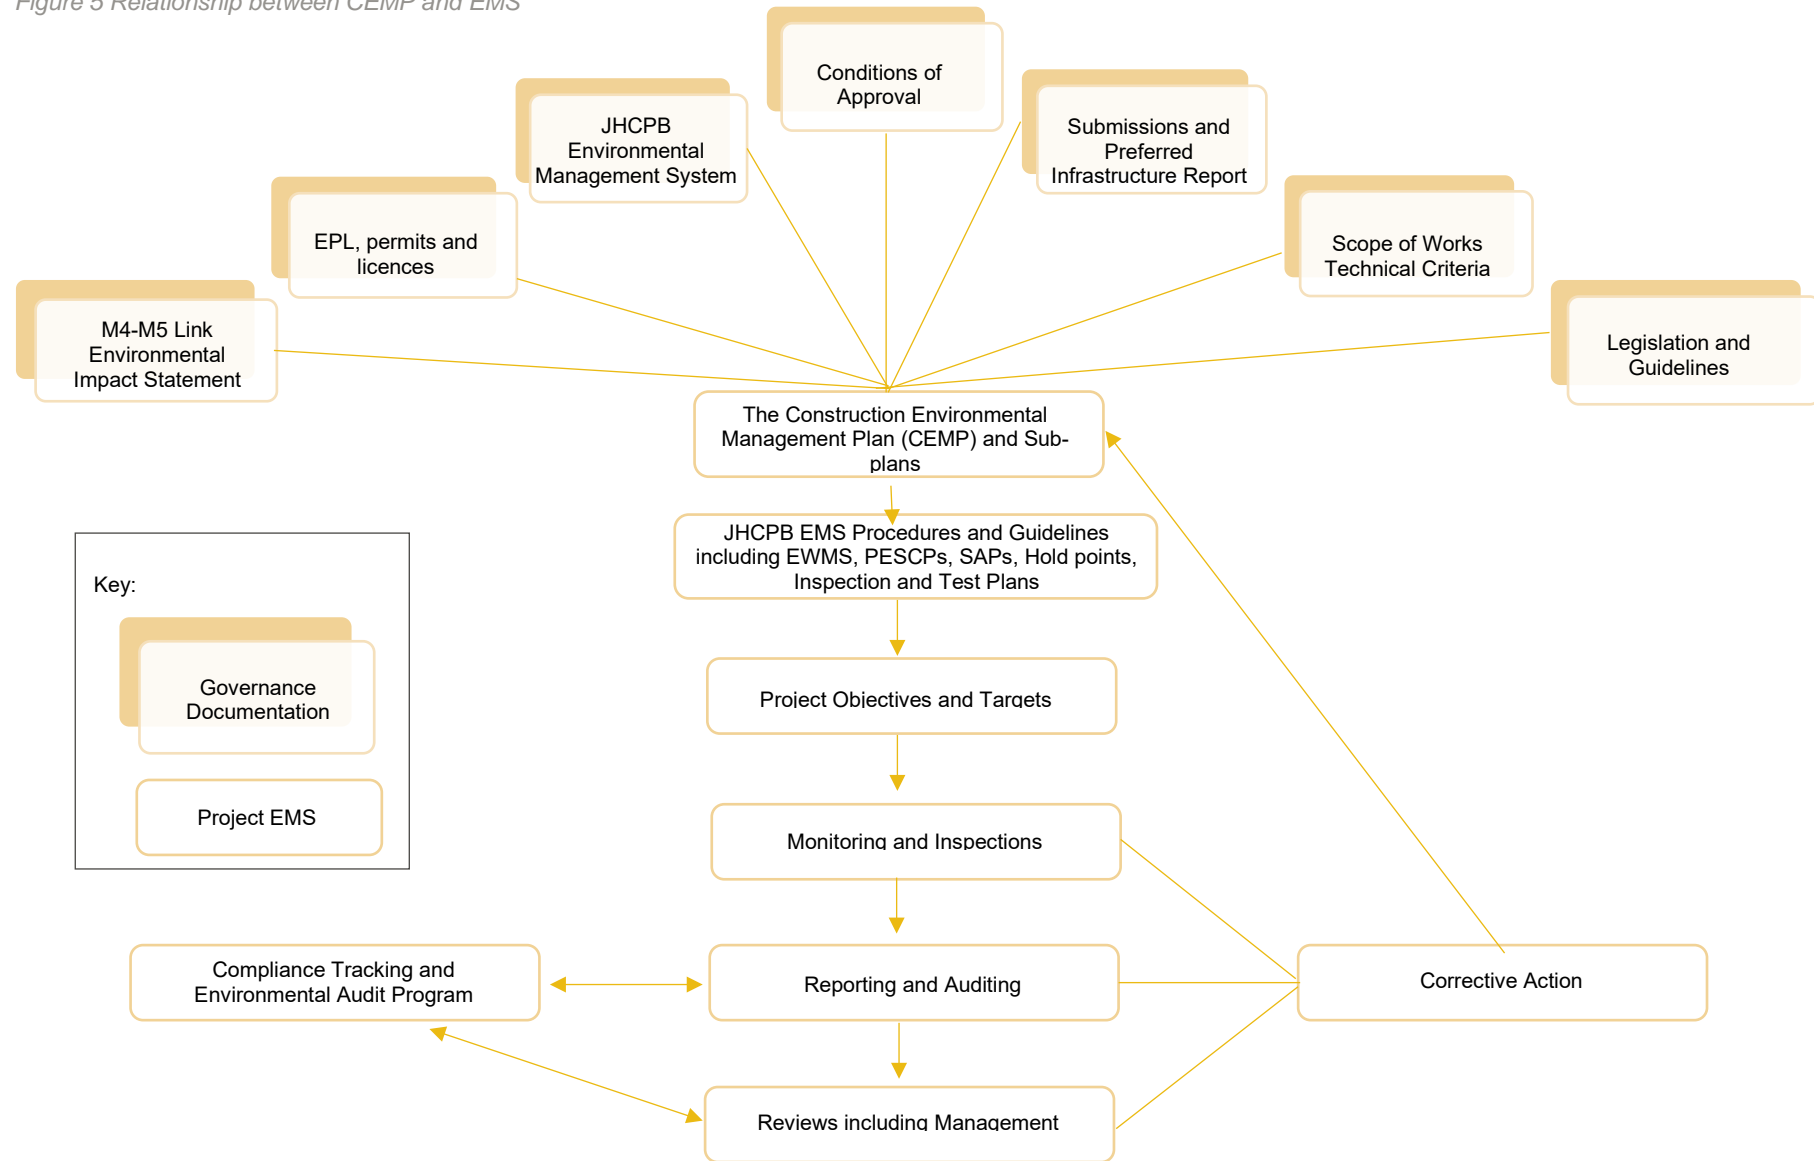 Figure 5 Relationship between CEMP and EMS
Conditions of
Approval
JHCPB
Environmental
Management System
Submissions and
Preferred
Infrastructure Report
EPL, permits and
licences
Scope of Works
Technical Criteria
M4-M5 Link
Environmental
Impact Statement
Legislation and
Guidelines
The Construction Environmental
Management Plan (CEMP) and Sub-
plans
JHCPB EMS Procedures and Guidelines
including EWMS, PESCPs, SAPs, Hold points,
Inspection and Test Plans
Key:
Governance
Documentation
Project EMS
Project Objectives and Targets
Monitoring and Inspections
Compliance Tracking and
Environmental Audit Program
Reporting and Auditing
Corrective Action
Reviews including Management